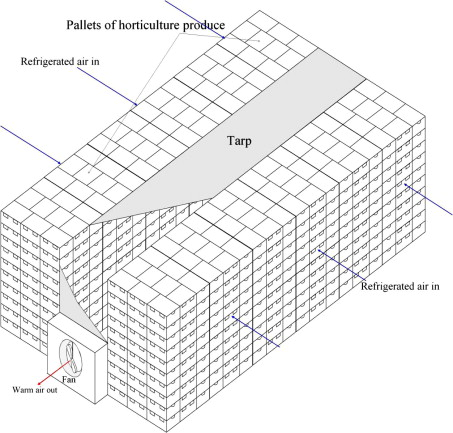 Pallets of horticulture produce
Refrigerated air in
Tarp
Refrigerated air in
Fan
Warm air out